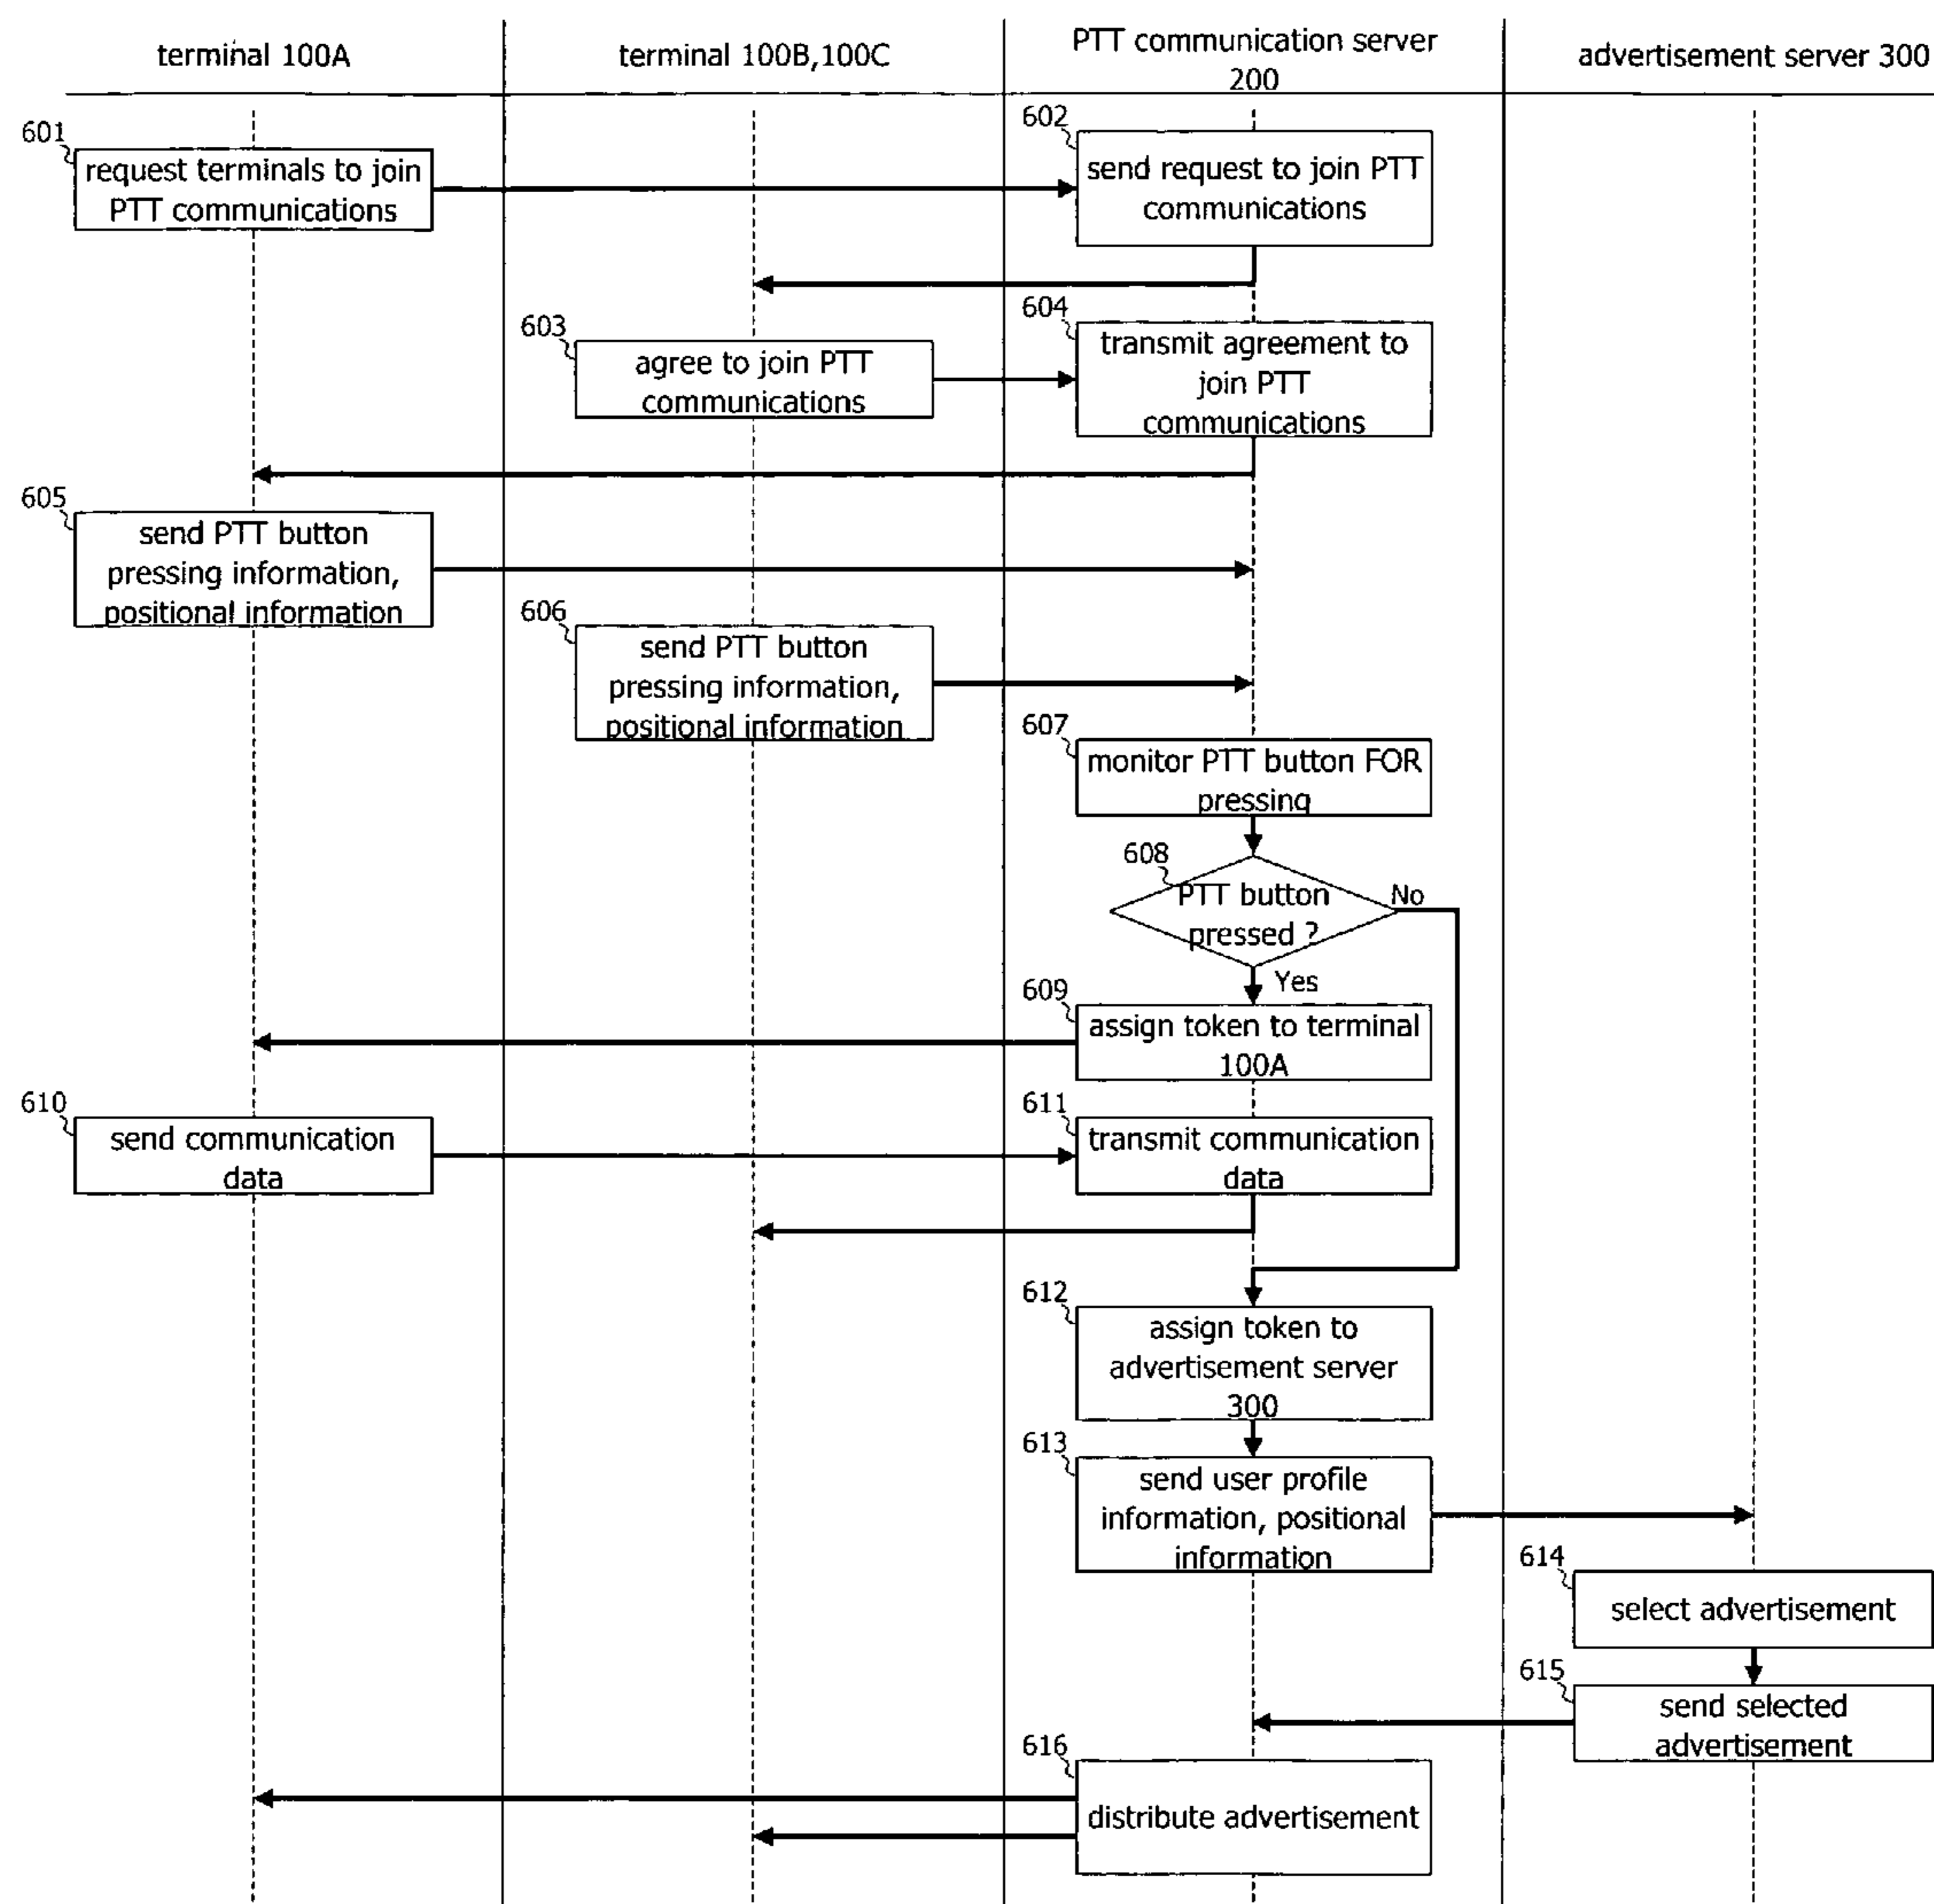 terminal 100A
terminal 100B,100C
PTT communication server
200
advertisement server 300
601
request terminals to join
PTT communications
602
send request to join PTT
communications
603
agree to join PTT
communications
604
transmit agreement to
join PTT
communications
605
send PTT button
pressing information,
positional information
606
send PTT button
pressing information,
positional information
607
monitor PTT button FOR
pressing
608
PTT button
pressed ?
No
Yes
609
assign token to terminal
100A
610
send communication
data
611
transmit communication
data
612
assign token to
advertisement server
300
613
send user profile
information, positional
information
614
select advertisement
615
send selected
advertisement
616
distribute advertisement